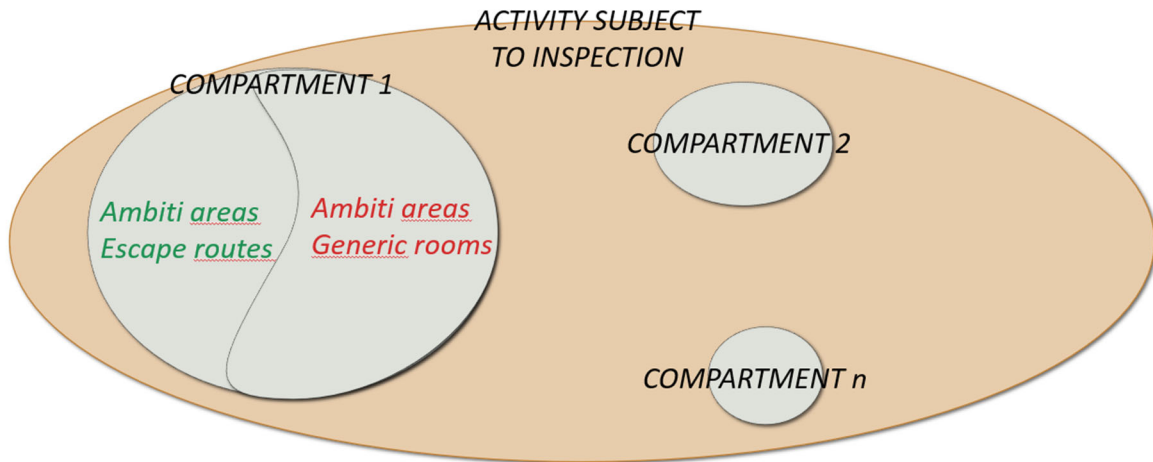 ACTIVITY SUBJECT
TO INSPECTION
COMPARTMENT 1
COMPARTMENT 2
Ambiti areas
Escape routes
Ambiti areas
Generic rooms
COMPARTMENT n